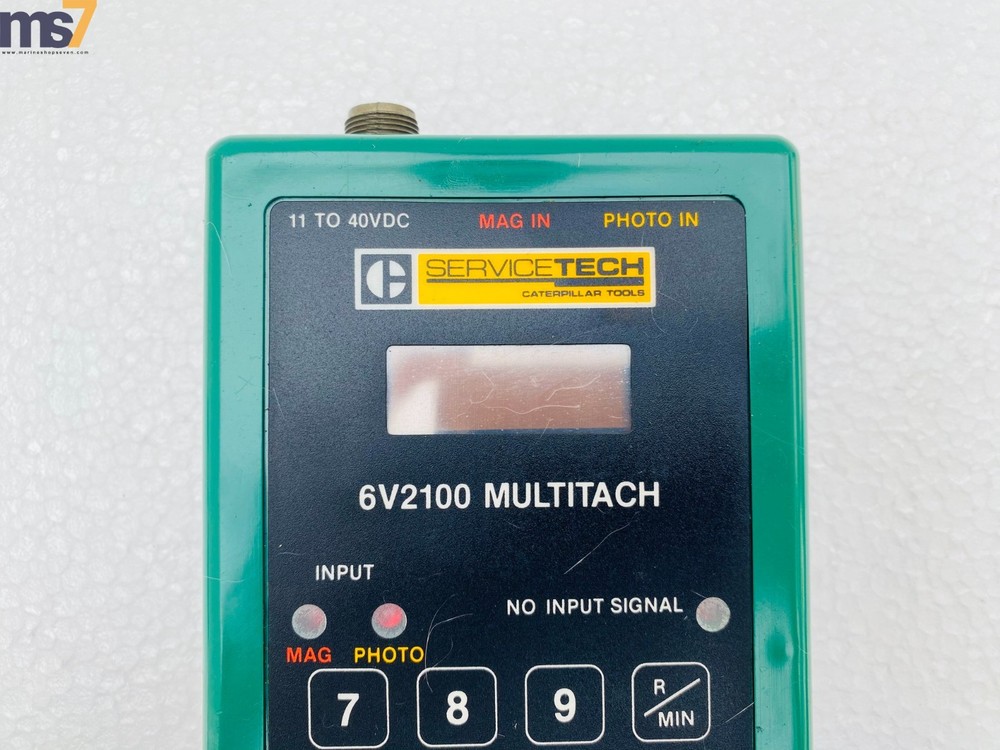 ms7
www.marineshopseven.com
11 TO 40VDC MAG IN PHOTO IN
C SERVICETECH
CATERPILLAR TOOLS
6V2100 MULTITACH
INPUT
NO INPUT SIGNAL
MAG PHOTO
7 8 9 R/MIN